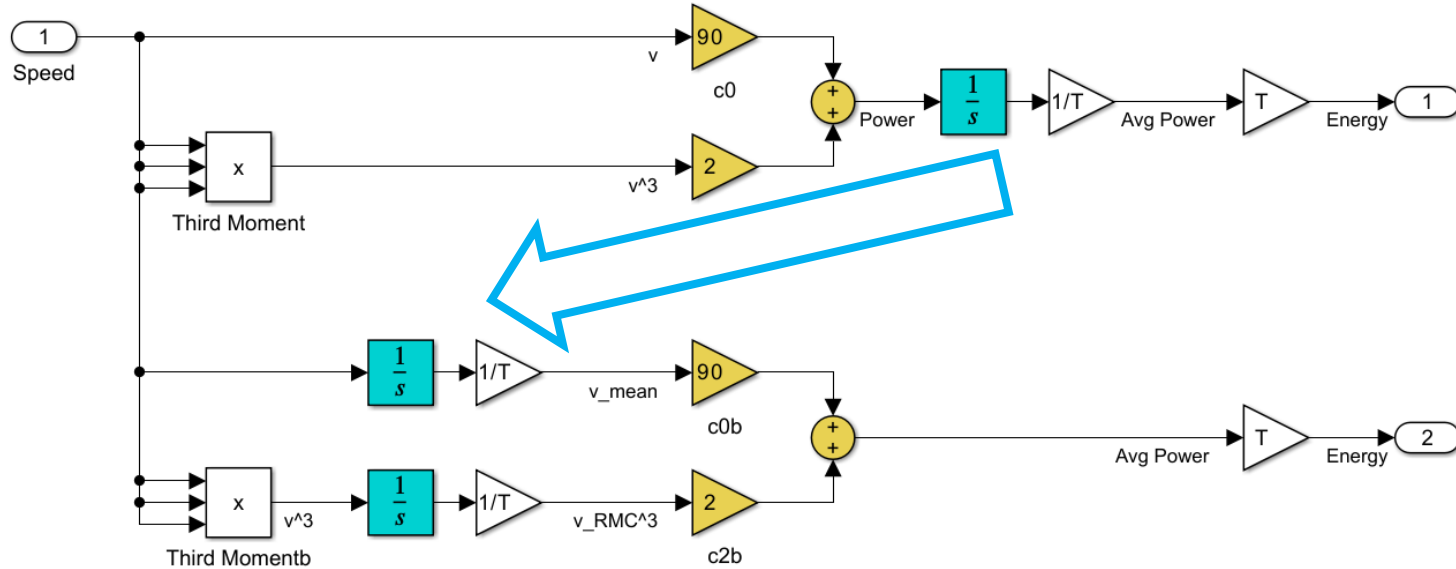 1
Speed
v
90
c0
+
+
Power
1
s
1/T
Avg Power
T
Energy
1
x
Third Moment
v^3
2
1
s
1/T
v_mean
90
c0b
+
+
Avg Power
T
Energy
2
x
Third Momentb
v^3
1
s
1/T
v_RMC^3
2
c2b